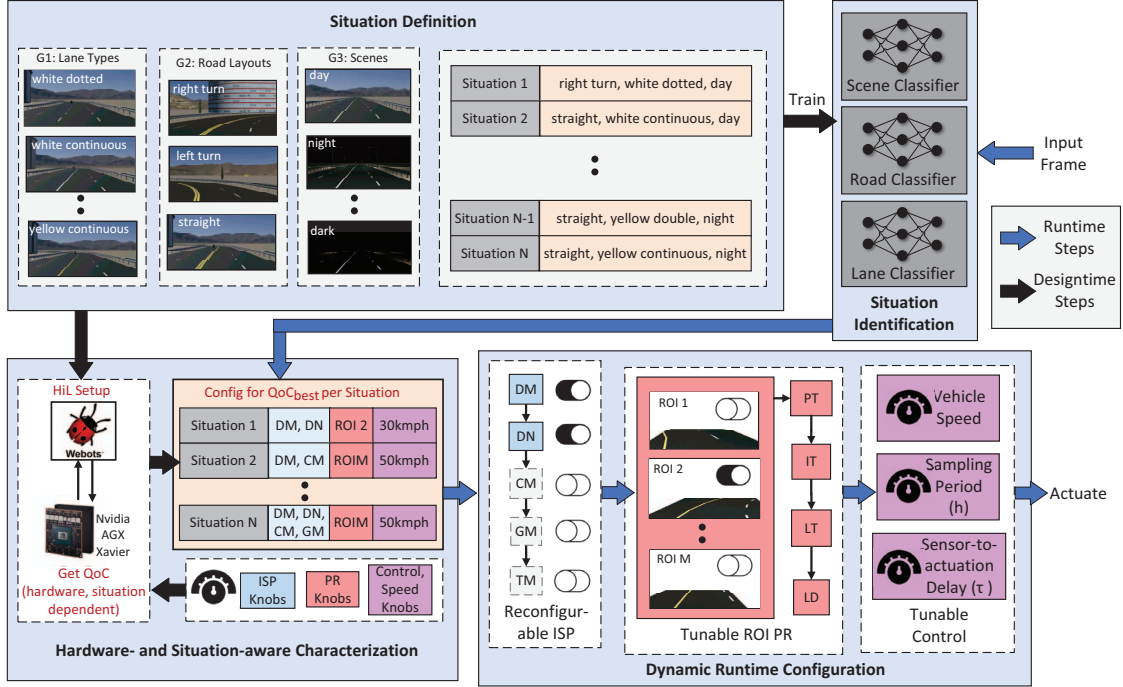 Situation Definition
G1: Lane Types
white dotted
white continuous
yellow continuous
G2: Road Layouts
right turn
left turn
straight
G3: Scenes
day
night
dark
Situation 1
right turn, white dotted, day
Situation 2
straight, white continuous, day
Situation N-1
straight, yellow double, night
Situation N
straight, yellow continuous, night
Train
Scene Classifier
Road Classifier
Lane Classifier
Situation
Identification
Input
Frame
Runtime
Steps
Designtime
Steps
HiL Setup
Webots
Nvidia
AGX
Xavier
Get QoC
(hardware, situation
dependent)
Config for QoCbest per Situation
Situation 1
DM, DN
ROI 2
30kmph
Situation 2
DM, CM
ROIM
50kmph
Situation N
DM, DN,
CM, GM
ROIM
50kmph
ISP
Knobs
PR
Knobs
Control,
Speed
Knobs
Hardware- and Situation-aware Characterization
DM
DN
CM
GM
TM
Reconfigur-
able ISP
ROI 1
ROI 2
ROI M
PT
IT
LT
LD
Tunable ROI PR
Vehicle
Speed
Sampling
Period
(h)
Sensor-to-
actuation
Delay (τ )
Tunable
Control
Actuate
Dynamic Runtime Configuration